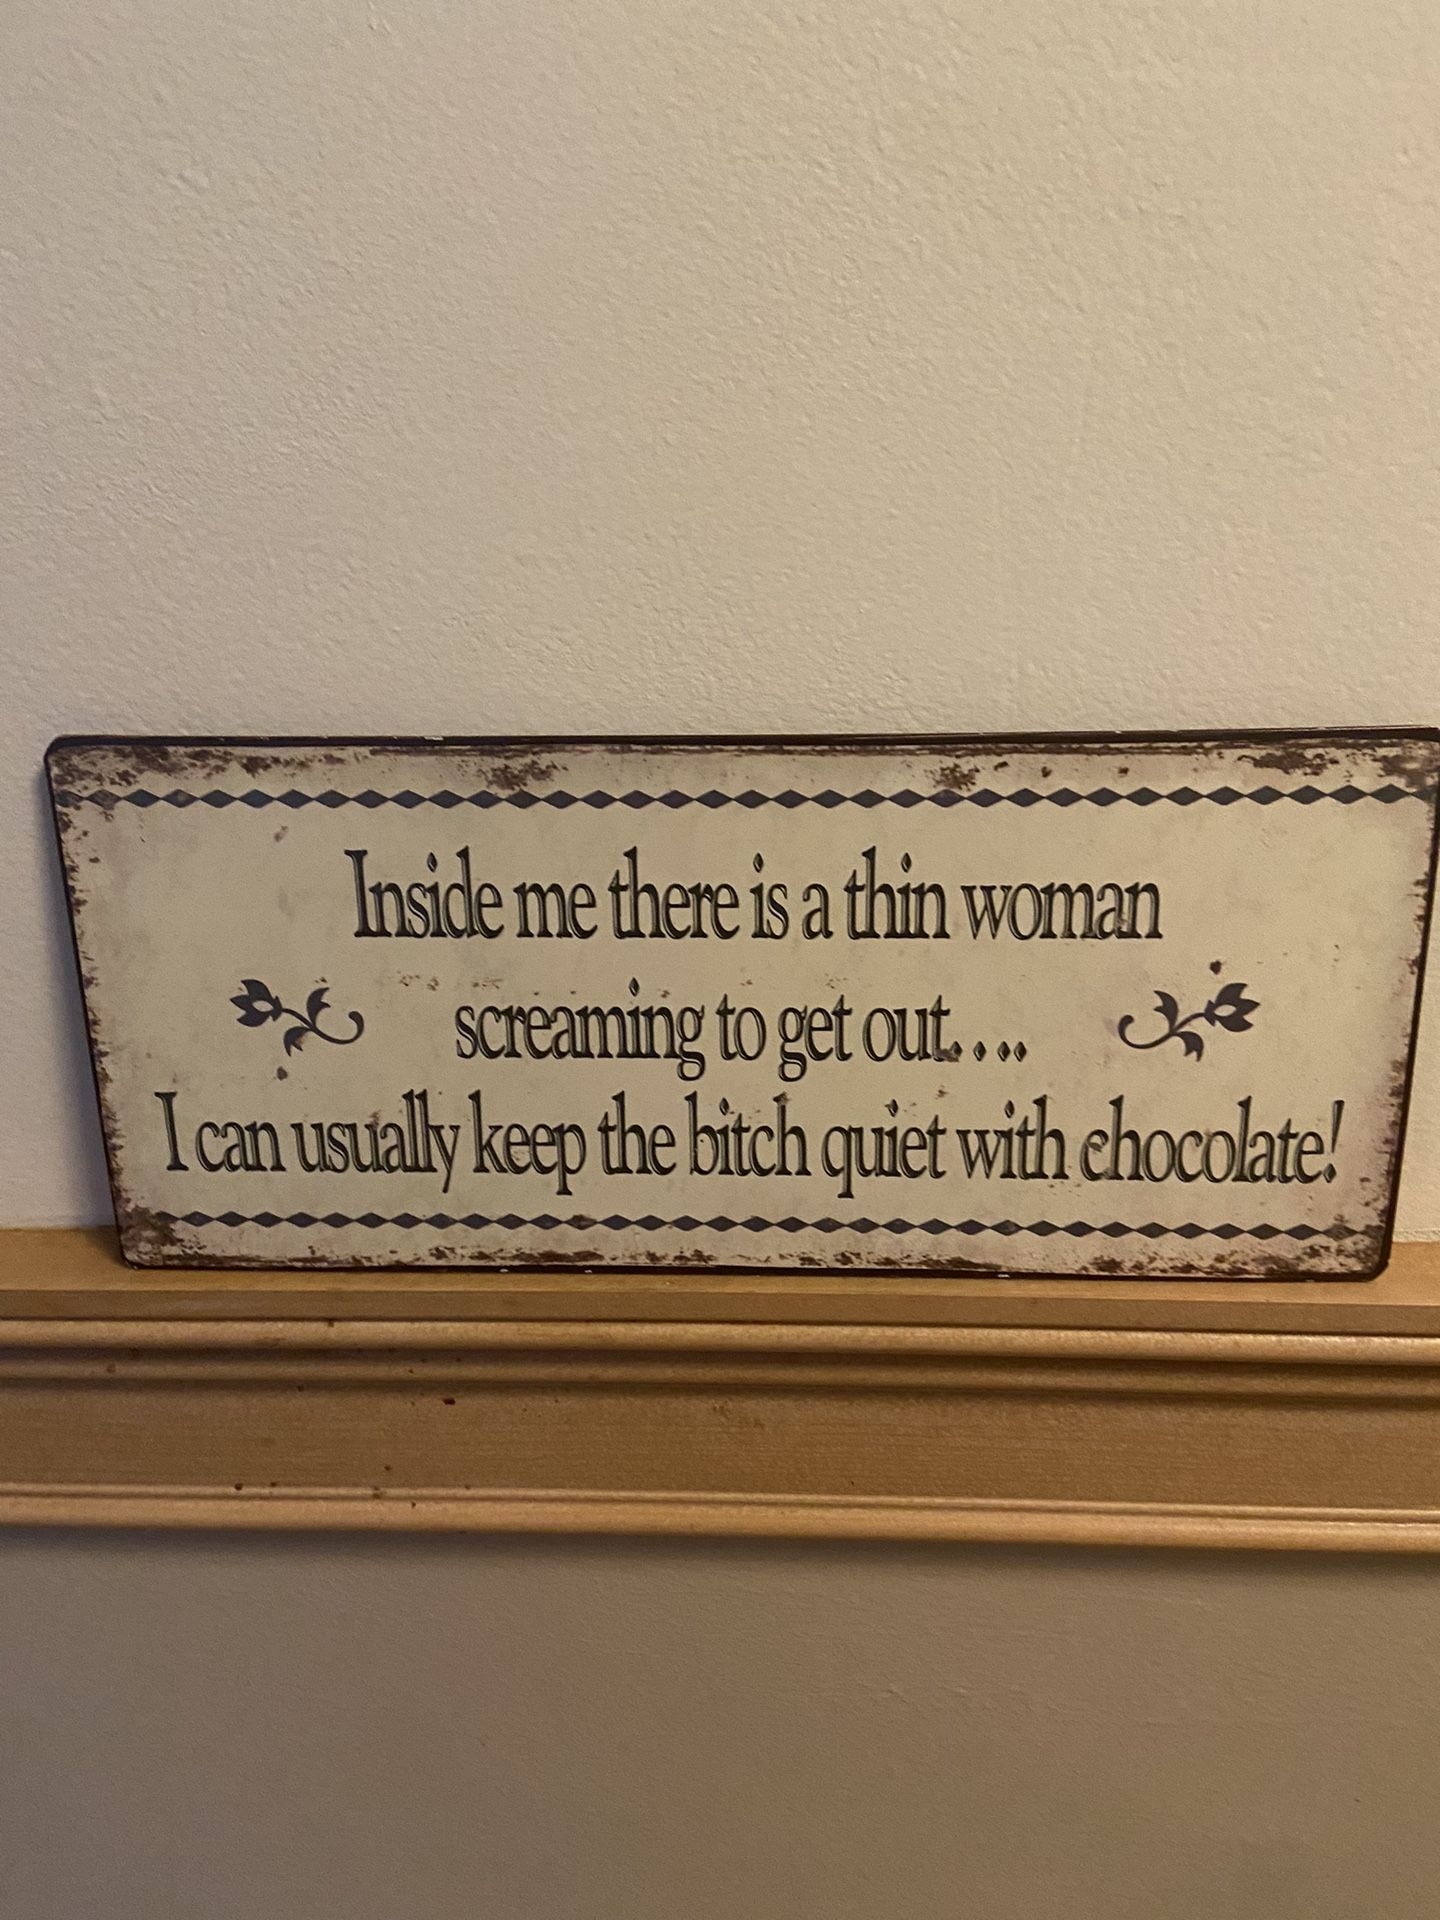 Inside me there is a thin woman
screaming to get out....
I can usually keep the bitch quiet with chocolate!